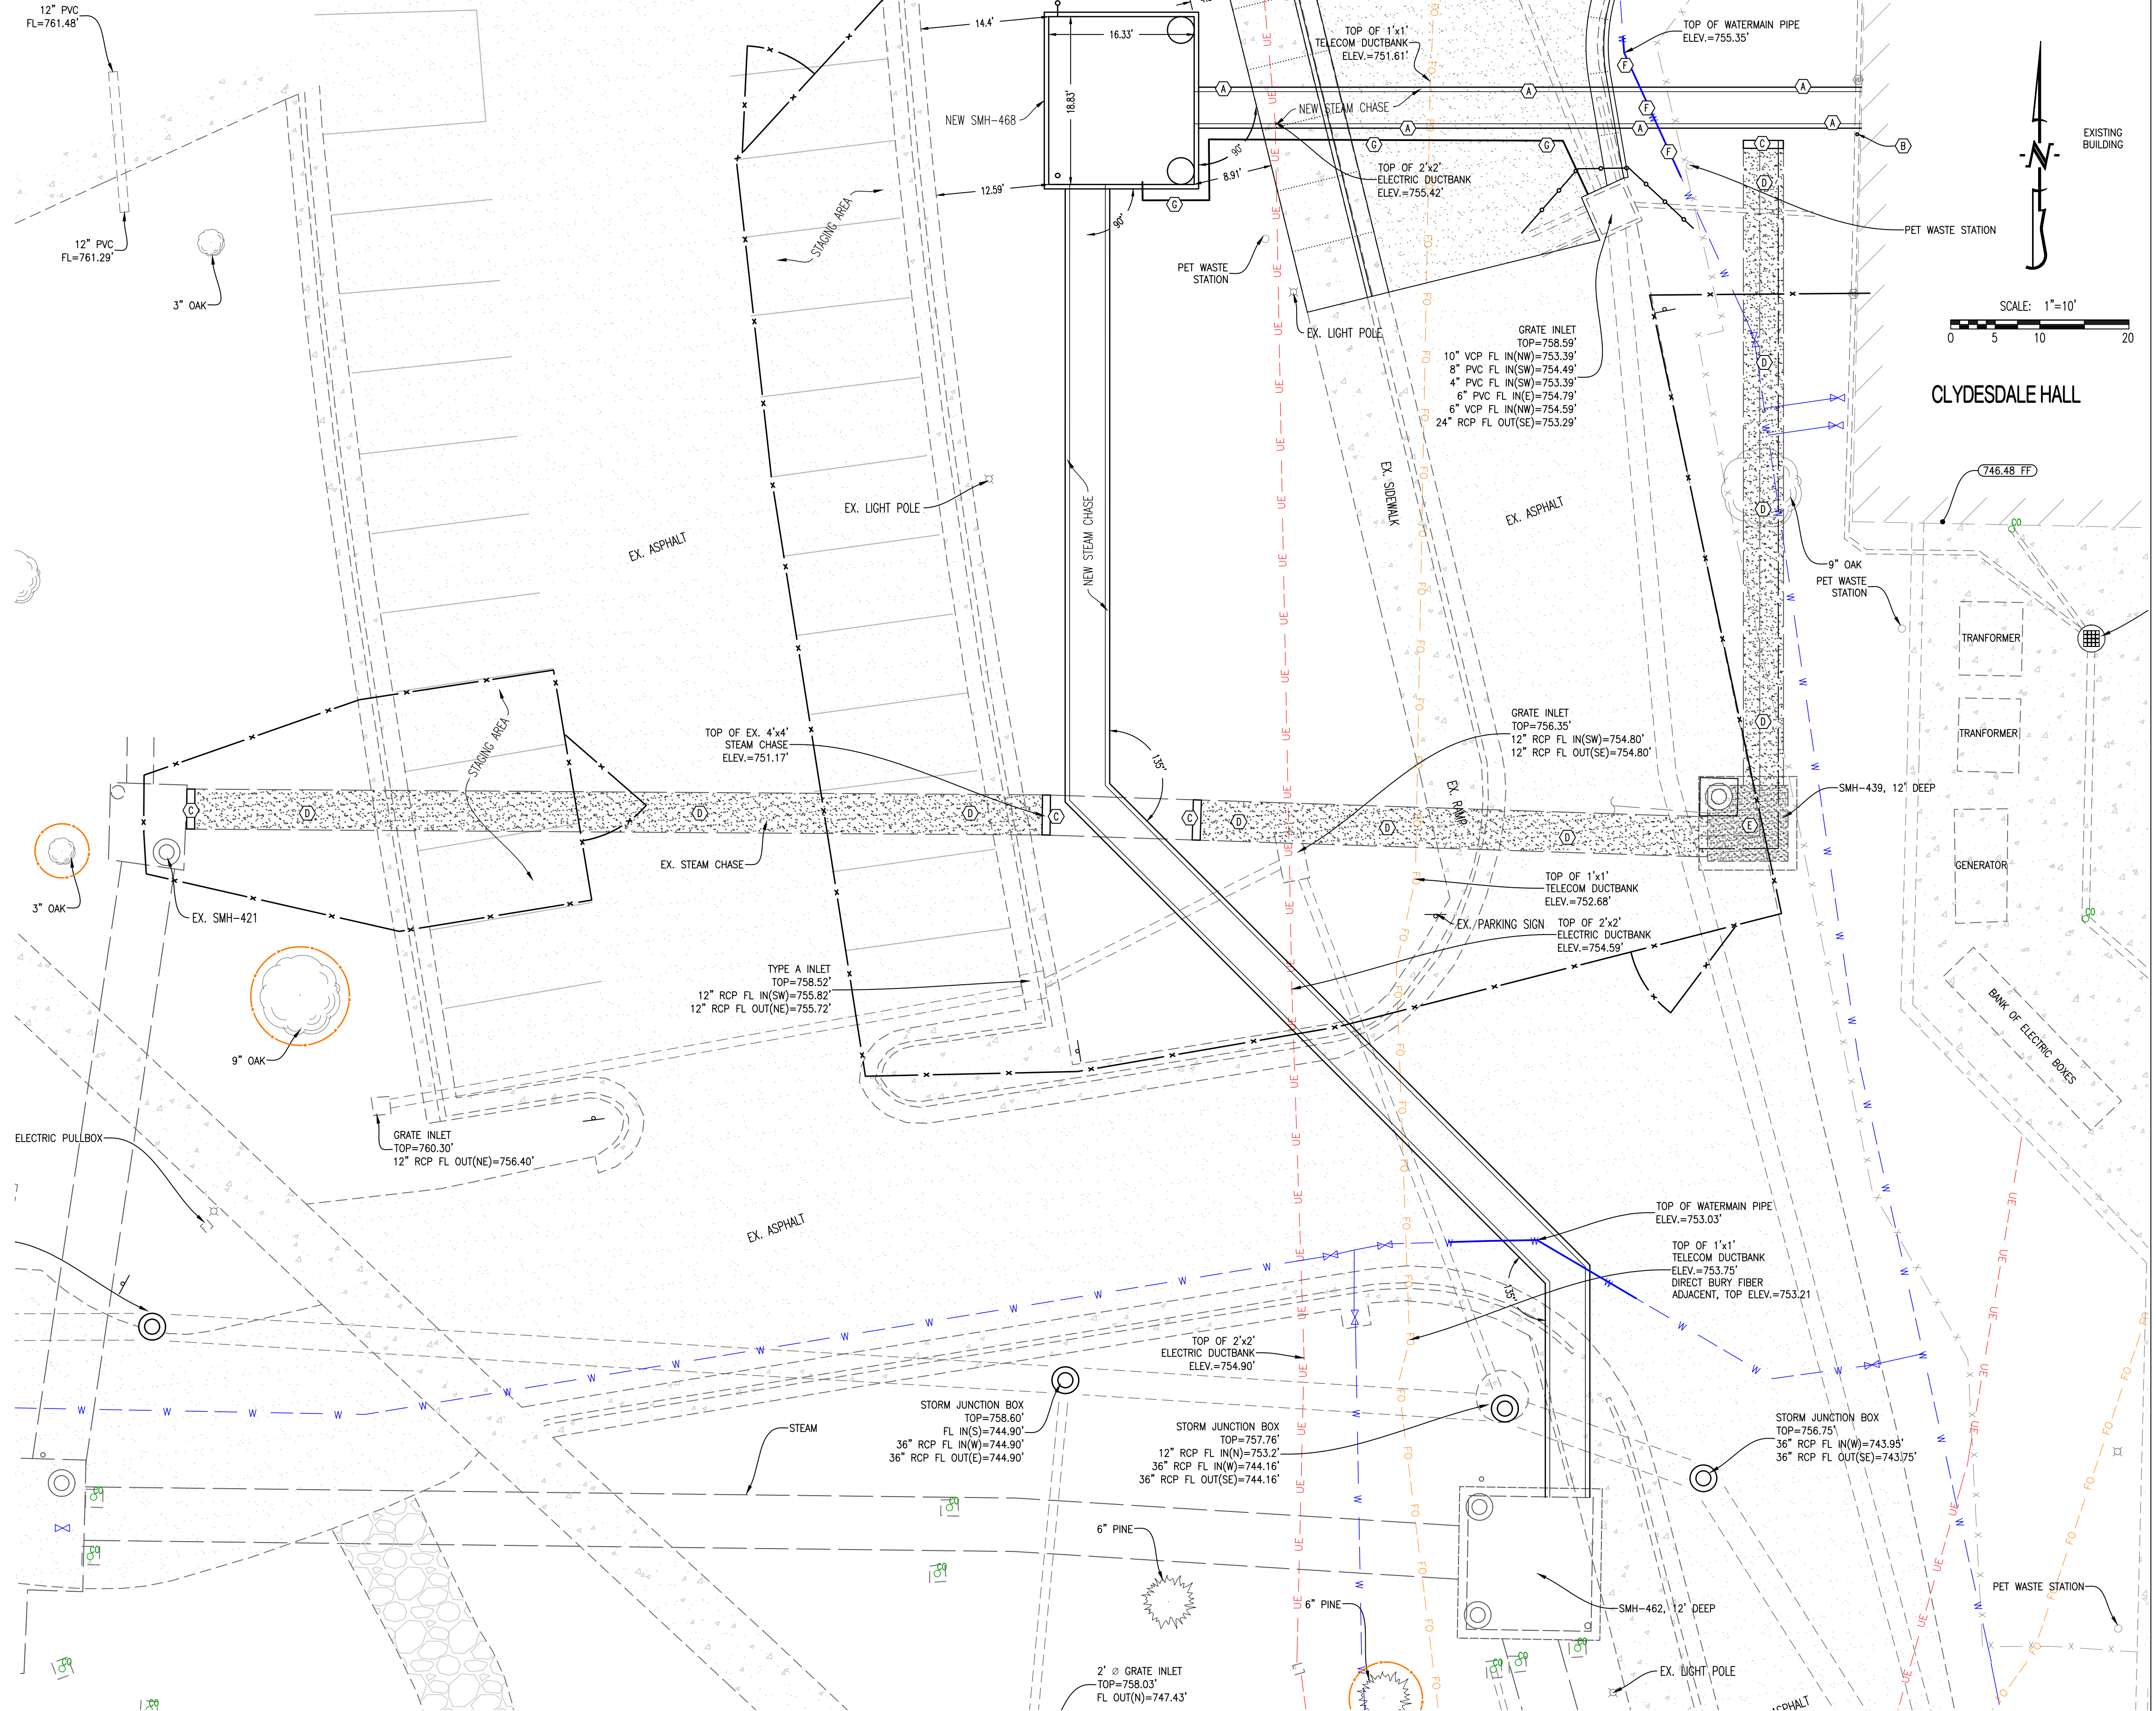 12" PVC
FL=761.48'
12" PVC
FL=761.29'
3" OAK
14.4'
16.33'
18.83'
NEW SMH-468
12.59'
STAGING AREA
90°
90°
8.91'
TOP OF 1'x1'
TELECOM DUCTBANK
ELEV.=751.61'
NEW STEAM CHASE
TOP OF 2'x2'
ELECTRIC DUCTBANK
ELEV.=755.42'
TOP OF WATERMAIN PIPE
ELEV.=755.35'
EXISTING
BUILDING
N
A
A
A
A
A
A
B
C
D
F
F
F
G
G
G
PET WASTE STATION
PET WASTE
STATION
EX. LIGHT POLE
SCALE: 1"=10'
0 5 10 20
CLYDESDALE HALL
GRATE INLET
TOP=758.59'
10" VCP FL IN(NW)=753.39'
8" PVC FL IN(SW)=754.49'
4" PVC FL IN(SW)=753.39'
6" PVC FL IN(E)=754.79'
6" VCP FL IN(NW)=754.59'
24" RCP FL OUT(SE)=753.29'
746.48 FF
EX. LIGHT POLE
EX. ASPHALT
NEW STEAM CHASE
EX. SIDEWALK
EX. ASPHALT
D
D
D
9" OAK
PET WASTE
STATION
CO
TRANFORMER
TRANFORMER
GENERATOR
CO
BANK OF ELECTRIC BOXES
STAGING AREA
TOP OF EX. 4'x4'
STEAM CHASE
ELEV.=751.17'
135°
GRATE INLET
TOP=756.35'
12" RCP FL IN(SW)=754.80'
12" RCP FL OUT(SE)=754.80'
EX. RAMP
SMH-439, 12' DEEP
C
D
D
D
C
C
D
D
D
E
EX. STEAM CHASE
3" OAK
EX. SMH-421
9" OAK
TOP OF 1'x1'
TELECOM DUCTBANK
ELEV.=752.68'
EX. PARKING SIGN
TOP OF 2'x2'
ELECTRIC DUCTBANK
ELEV.=754.59'
TYPE A INLET
TOP=758.52'
12" RCP FL IN(SW)=755.82'
12" RCP FL OUT(NE)=755.72'
ELECTRIC PULLBOX
GRATE INLET
TOP=760.30'
12" RCP FL OUT(NE)=756.40'
EX. ASPHALT
TOP OF WATERMAIN PIPE
ELEV.=753.03'
TOP OF 1'x1'
TELECOM DUCTBANK
ELEV.=753.75'
DIRECT BURY FIBER
ADJACENT, TOP ELEV.=753.21
135°
TOP OF 2'x2'
ELECTRIC DUCTBANK
ELEV.=754.90'
STEAM
STORM JUNCTION BOX
TOP=758.60'
FL IN(S)=744.90'
36" RCP FL IN(W)=744.90'
36" RCP FL OUT(E)=744.90'
STORM JUNCTION BOX
TOP=757.76'
12" RCP FL IN(N)=753.2'
36" RCP FL IN(W)=744.16'
36" RCP FL OUT(SE)=744.16'
STORM JUNCTION BOX
TOP=756.75'
36" RCP FL IN(W)=743.95'
36" RCP FL OUT(SE)=743.75'
UE
FO
W
CO
CO
CO
CO
CO
CO
CO
CO
CO
6" PINE
6" PINE
SMH-462, 12' DEEP
PET WASTE STATION
2' Ø GRATE INLET
TOP=758.03'
FL OUT(N)=747.43'
EX. LIGHT POLE